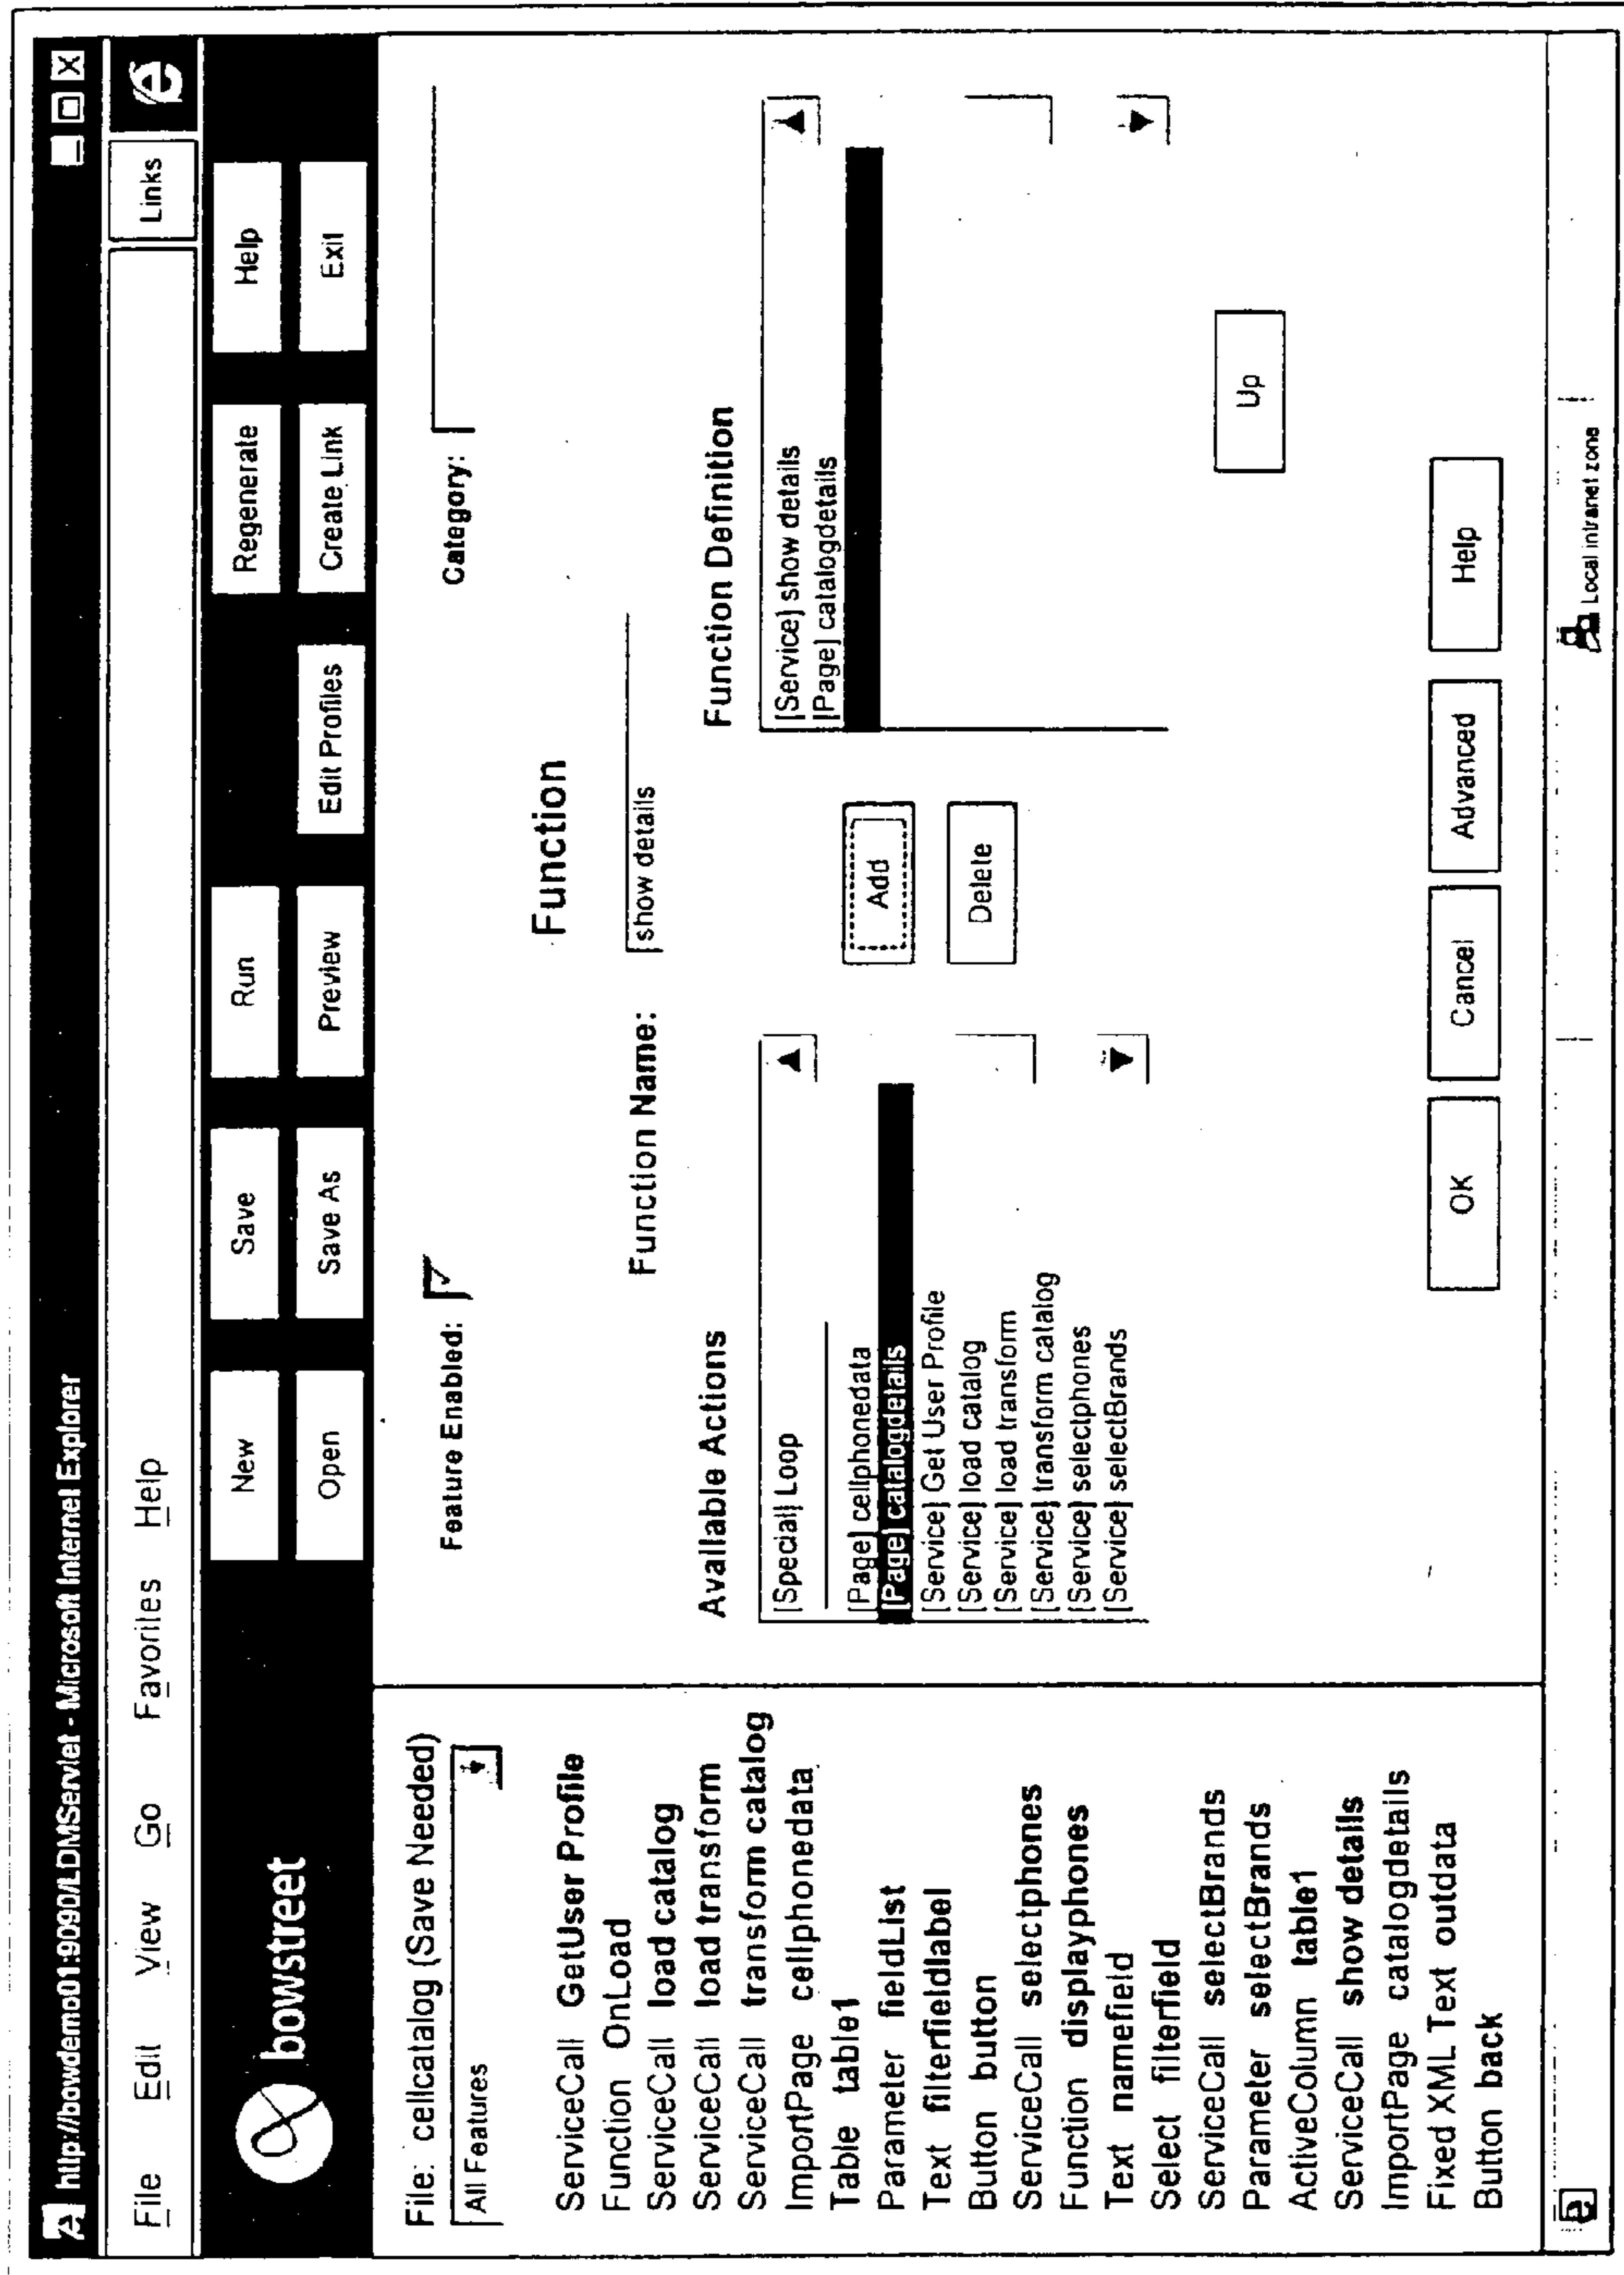 http://bowdemo01:9090/LDMServlet - Microsoft Internet Explorer
File Edit View Go Favorites Help
Links
bowstreet
New Save Run Regenerate Help
Open Save As Preview Edit Profiles Create Link Exit
File: cellcatalog (Save Needed)
All Features
ServiceCall GetUser Profile
Function OnLoad
ServiceCall load catalog
ServiceCall load transform
ServiceCall transform catalog
ImportPage cellphonedata
Table table1
Parameter fieldList
Text filterfieldlabel
Button button
ServiceCall selectphones
Function displayphones
Text namefield
Select filterfield
ServiceCall selectBrands
Parameter selectBrands
ActiveColumn table1
ServiceCall show details
ImportPage catalogdetails
Fixed XML Text outdata
Button back
Feature Enabled:
Category:
Function
Function Name: show details
Available Actions
[Special] Loop
[Page] cellphonedata
[Page] catalogdetails
[Service] Get User Profile
[Service] load catalog
[Service] load transform
[Service] transform catalog
[Service] selectphones
[Service] selectBrands
Add
Delete
Function Definition
[Service] show details
[Page] catalogdetails
Up
OK Cancel Advanced Help
Local intranet zone